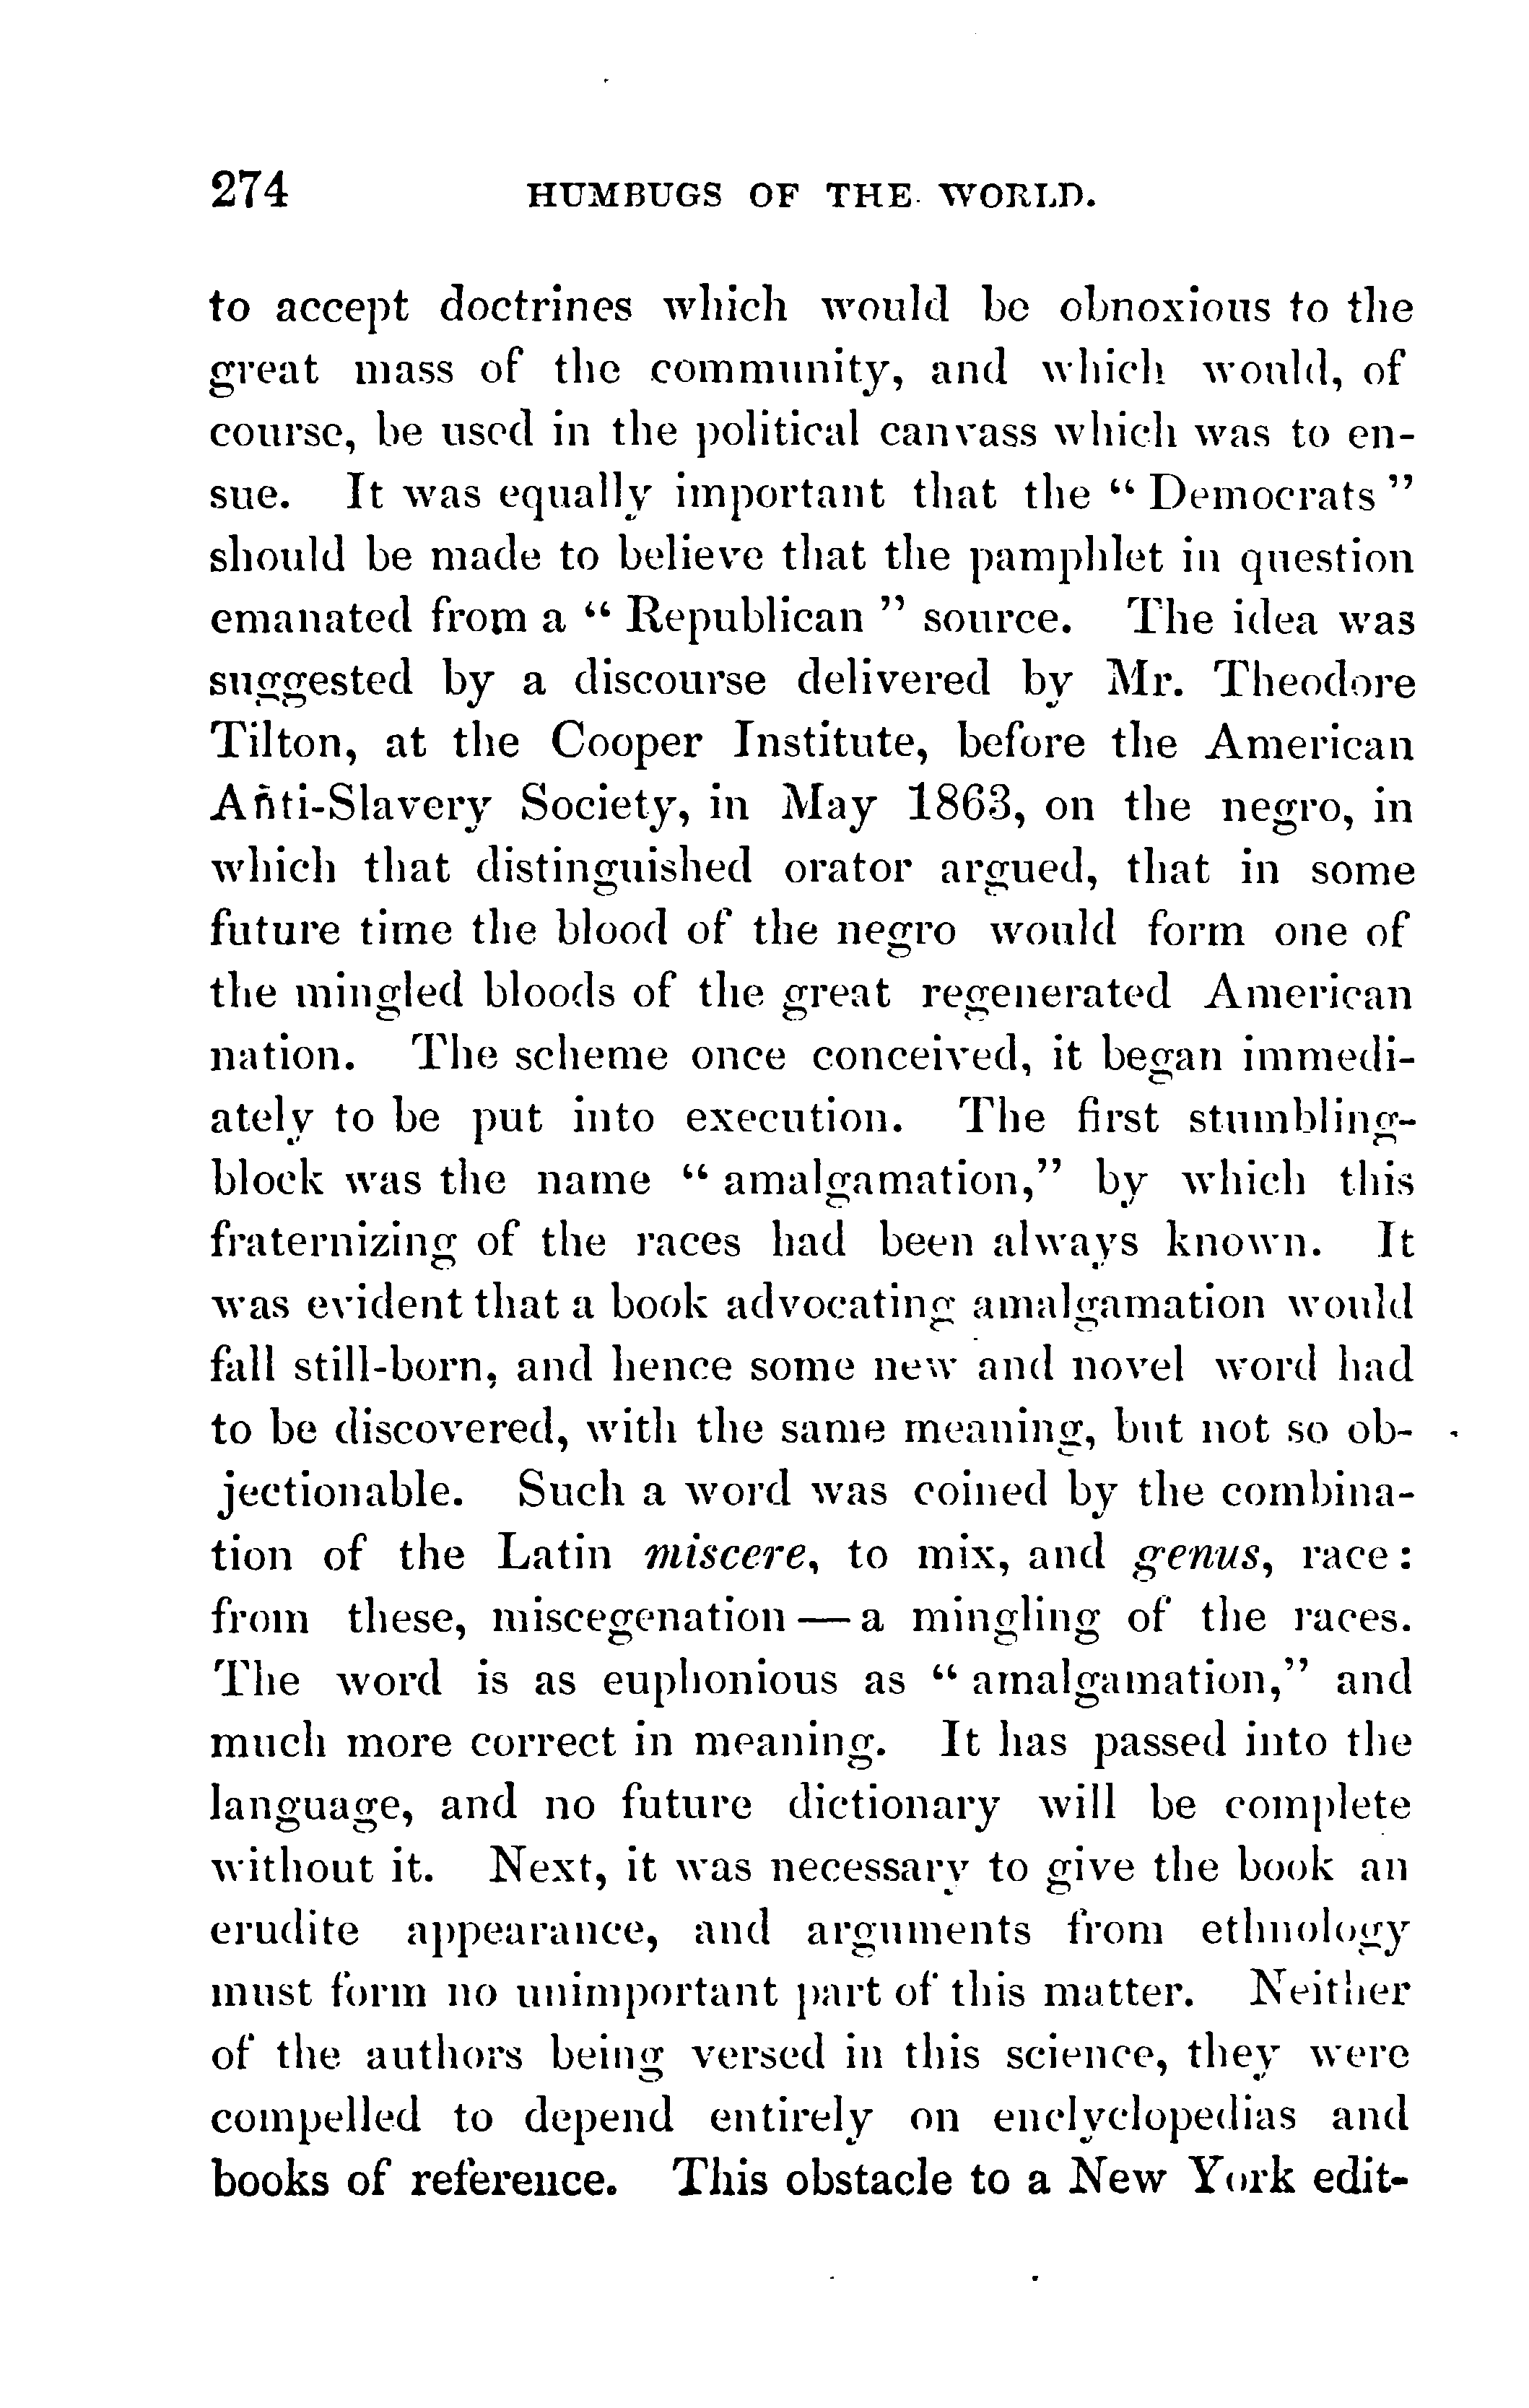 274 HUMBUGS OF THE WORLD.
to accept doctrines which would be obnoxious to the
great mass of the community, and which would, of
course, be used in the political canvass which was to en-
sue. It was equally important that the “ Democrats ”
should be made to believe that the pamphlet in question
emanated from a “ Republican ” source. The idea was
suggested by a discourse delivered by Mr. Theodore
Tilton, at the Cooper Institute, before the American
Anti-Slavery Society, in May 1863, on the negro, in
which that distinguished orator argued, that in some
future time the blood of the negro would form one of
the mingled bloods of the great regenerated American
nation. The scheme once conceived, it began immedi-
ately to be put into execution. The first stumbling-
block was the name “ amalgamation,” by which this
fraternizing of the races had been always known. It
was evident that a book advocating amalgamation would
fall still-born, and hence some new and novel word had
to be discovered, with the same meaning, but not so ob-
jectionable. Such a word was coined by the combina-
tion of the Latin miscere, to mix, and genus, race:
from these, miscegenation — a mingling of the races.
The word is as euphonious as “ amalgamation,” and
much more correct in meaning. It has passed into the
language, and no future dictionary will be complete
without it. Next, it was necessary to give the book an
erudite appearance, and arguments from ethnology
must form no unimportant part of this matter. Neither
of the authors being versed in this science, they were
compelled to depend entirely on enclyclopedias and
books of reference. This obstacle to a New York edit-